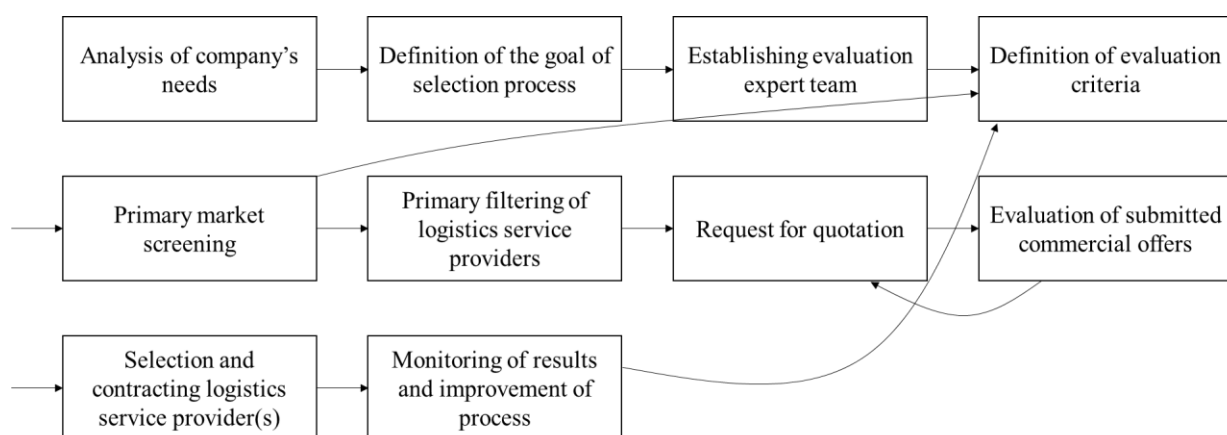 Analysis of company’s
needs
Definition of the goal of
selection process
Establishing evaluation
expert team
Definition of evaluation
criteria
Primary market
screening
Primary filtering of
logistics service
providers
Request for quotation
Evaluation of submitted
commercial offers
Selection and
contracting logistics
service provider(s)
Monitoring of results
and improvement of
process